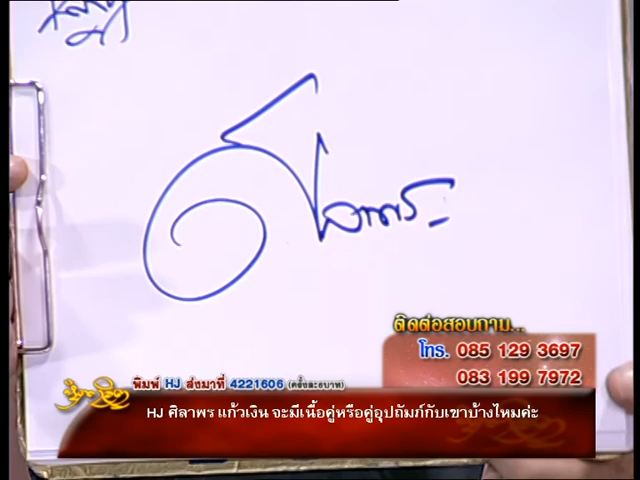 ศิลาพร
ติดต่อสอบถาม...
โทร. 085 129 3697
083 199 7972
พิมพ์ HJ ส่งมาที่ 4221606 (ครั้งละ๐บาท)
HJ ศิลาพร แก้วเงิน จะมีเนื้อคู่หรือคู่อุปถัมภ์กับเขาบ้างไหมค่ะ